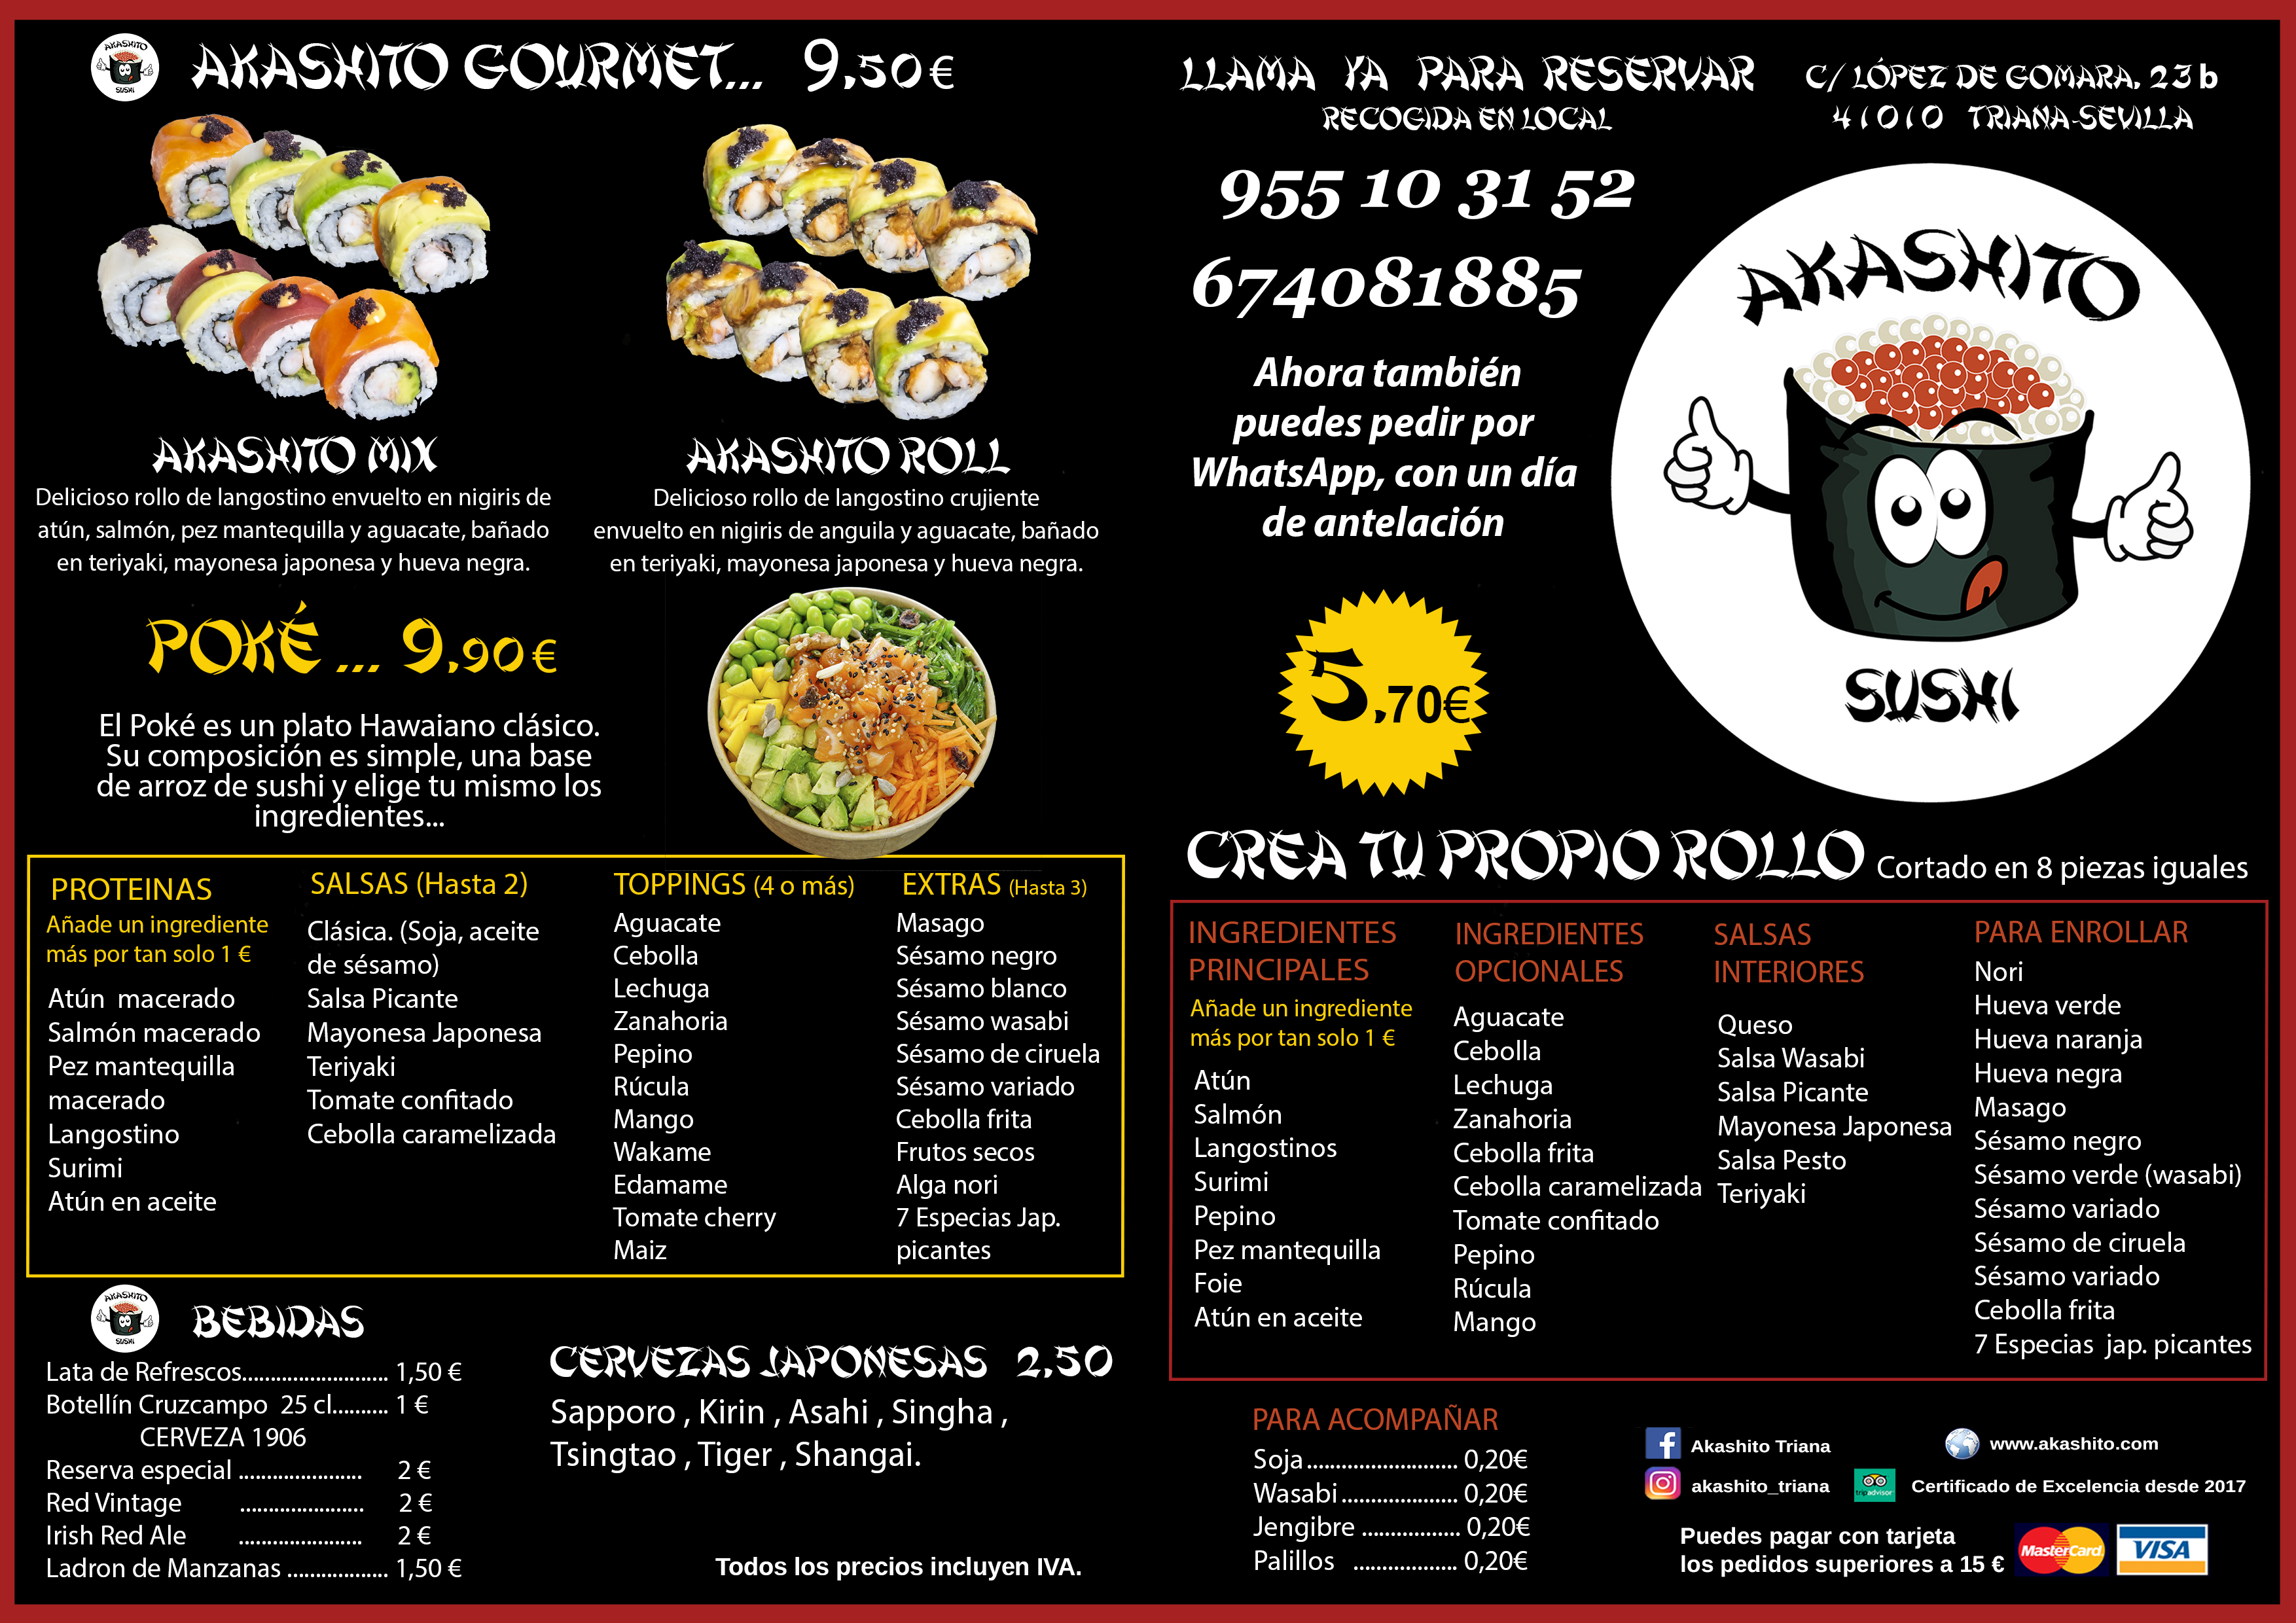 AKASHITO SUSHI
AKASHITO GOURMET... 9,50€
AKASHITO MIX
Delicioso rollo de langostino envuelto en nigiris de
atún, salmón, pez mantequilla y aguacate, bañado
en teriyaki, mayonesa japonesa y hueva negra.
AKASHITO ROLL
Delicioso rollo de langostino crujiente
envuelto en nigiris de anguila y aguacate, bañado
en teriyaki, mayonesa japonesa y hueva negra.
POKÉ ... 9,90€
El Poké es un plato Hawaiano clásico.
Su composición es simple, una base
de arroz de sushi y elige tu mismo los
ingredientes...
PROTEINAS
Añade un ingrediente
más por tan solo 1 €
Atún macerado
Salmón macerado
Pez mantequilla
macerado
Langostino
Surimi
Atún en aceite
SALSAS (Hasta 2)
Clásica. (Soja, aceite
de sésamo)
Salsa Picante
Mayonesa Japonesa
Teriyaki
Tomate confitado
Cebolla caramelizada
TOPPINGS (4 o más)
Aguacate
Cebolla
Lechuga
Zanahoria
Pepino
Rúcula
Mango
Wakame
Edamame
Tomate cherry
Maiz
EXTRAS (Hasta 3)
Masago
Sésamo negro
Sésamo blanco
Sésamo wasabi
Sésamo de ciruela
Sésamo variado
Cebolla frita
Frutos secos
Alga nori
7 Especias Jap.
picantes
AKASHITO SUSHI
BEBIDAS
Lata de Refrescos.......................... 1,50 €
Botellín Cruzcampo 25 cl.......... 1 €
CERVEZA 1906
Reserva especial ...................... 2 €
Red Vintage ...................... 2 €
Irish Red Ale ...................... 2 €
Ladron de Manzanas .................. 1,50 €
CERVEZAS JAPONESAS 2,50
Sapporo , Kirin , Asahi , Singha ,
Tsingtao , Tiger , Shangai.
Todos los precios incluyen IVA.
LLAMA YA PARA RESERVAR
RECOGIDA EN LOCAL
C/ LÓPEZ DE GOMARA, 23 b
41010 TRIANA-SEVILLA
955 10 31 52
674081885
Ahora también
puedes pedir por
WhatsApp, con un día
de antelación
AKASHITO
SUSHI
5,70€
CREA TU PROPIO ROLLO Cortado en 8 piezas iguales
INGREDIENTES
PRINCIPALES
Añade un ingrediente
más por tan solo 1 €
Atún
Salmón
Langostinos
Surimi
Pepino
Pez mantequilla
Foie
Atún en aceite
INGREDIENTES
OPCIONALES
Aguacate
Cebolla
Lechuga
Zanahoria
Cebolla frita
Cebolla caramelizada
Tomate confitado
Pepino
Rúcula
Mango
SALSAS
INTERIORES
Queso
Salsa Wasabi
Salsa Picante
Mayonesa Japonesa
Salsa Pesto
Teriyaki
PARA ENROLLAR
Nori
Hueva verde
Hueva naranja
Hueva negra
Masago
Sésamo negro
Sésamo verde (wasabi)
Sésamo variado
Sésamo de ciruela
Sésamo variado
Cebolla frita
7 Especias jap. picantes
PARA ACOMPAÑAR
Soja........................... 0,20€
Wasabi..................... 0,20€
Jengibre ................. 0,20€
Palillos .................. 0,20€
Akashito Triana
www.akashito.com
akashito_triana
tripadvisor
Certificado de Excelencia desde 2017
Puedes pagar con tarjeta
los pedidos superiores a 15 €
MasterCard
VISA